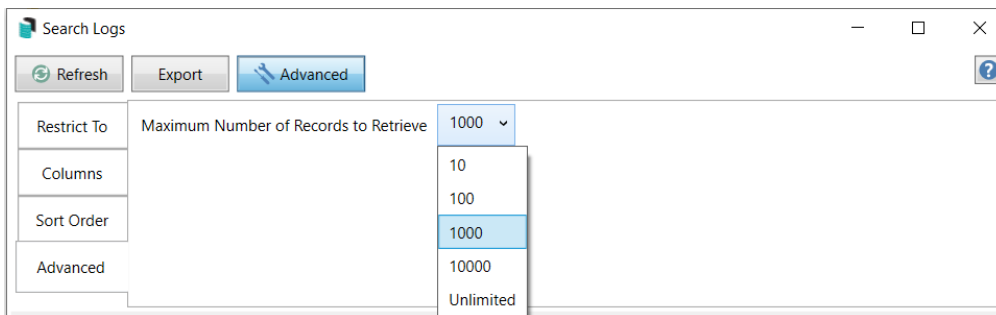 Search Logs
Refresh Export Advanced
Restrict To
Maximum Number of Records to Retrieve 1000
Columns
Sort Order
Advanced
10
100
1000
10000
Unlimited